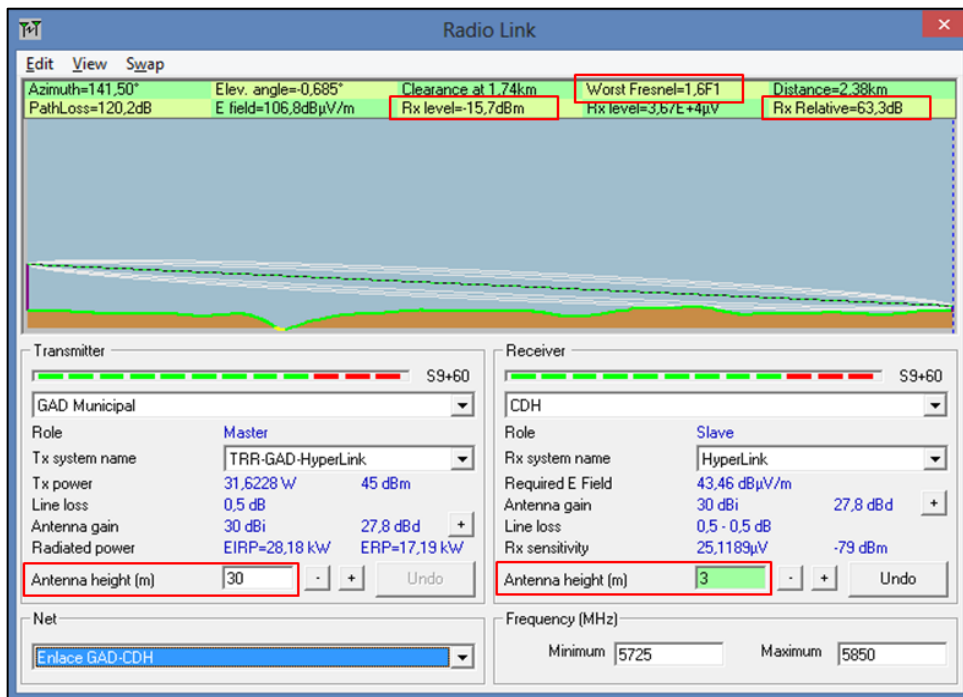 Radio Link
Edit View Swap
Azimuth=141,50° Elev. angle=-0,685° Clearance at 1,74km Worst Fresnel=1,6F1 Distance=2,38km
PathLoss=120,2dB E field=106,8dBµV/m Rx level=-15,7dBm Rx level=3,67E+4µV Rx Relative=63,3dB
Transmitter
S9+60
GAD Municipal
Role Master
Tx system name TRR-GAD-HyperLink
Tx power 31,6228 W 45 dBm
Line loss 0,5 dB
Antenna gain 30 dBi 27,8 dBd +
Radiated power EIRP=28,18 kW ERP=17,19 kW
Antenna height (m) 30 - + Undo
Net
Enlace GAD-CDH
Receiver
S9+60
CDH
Role Slave
Rx system name HyperLink
Required E Field 43,46 dBµV/m
Antenna gain 30 dBi 27,8 dBd +
Line loss 0,5 - 0,5 dB
Rx sensitivity 25,1189µV -79 dBm
Antenna height (m) 3 - + Undo
Frequency (MHz)
Minimum 5725 Maximum 5850